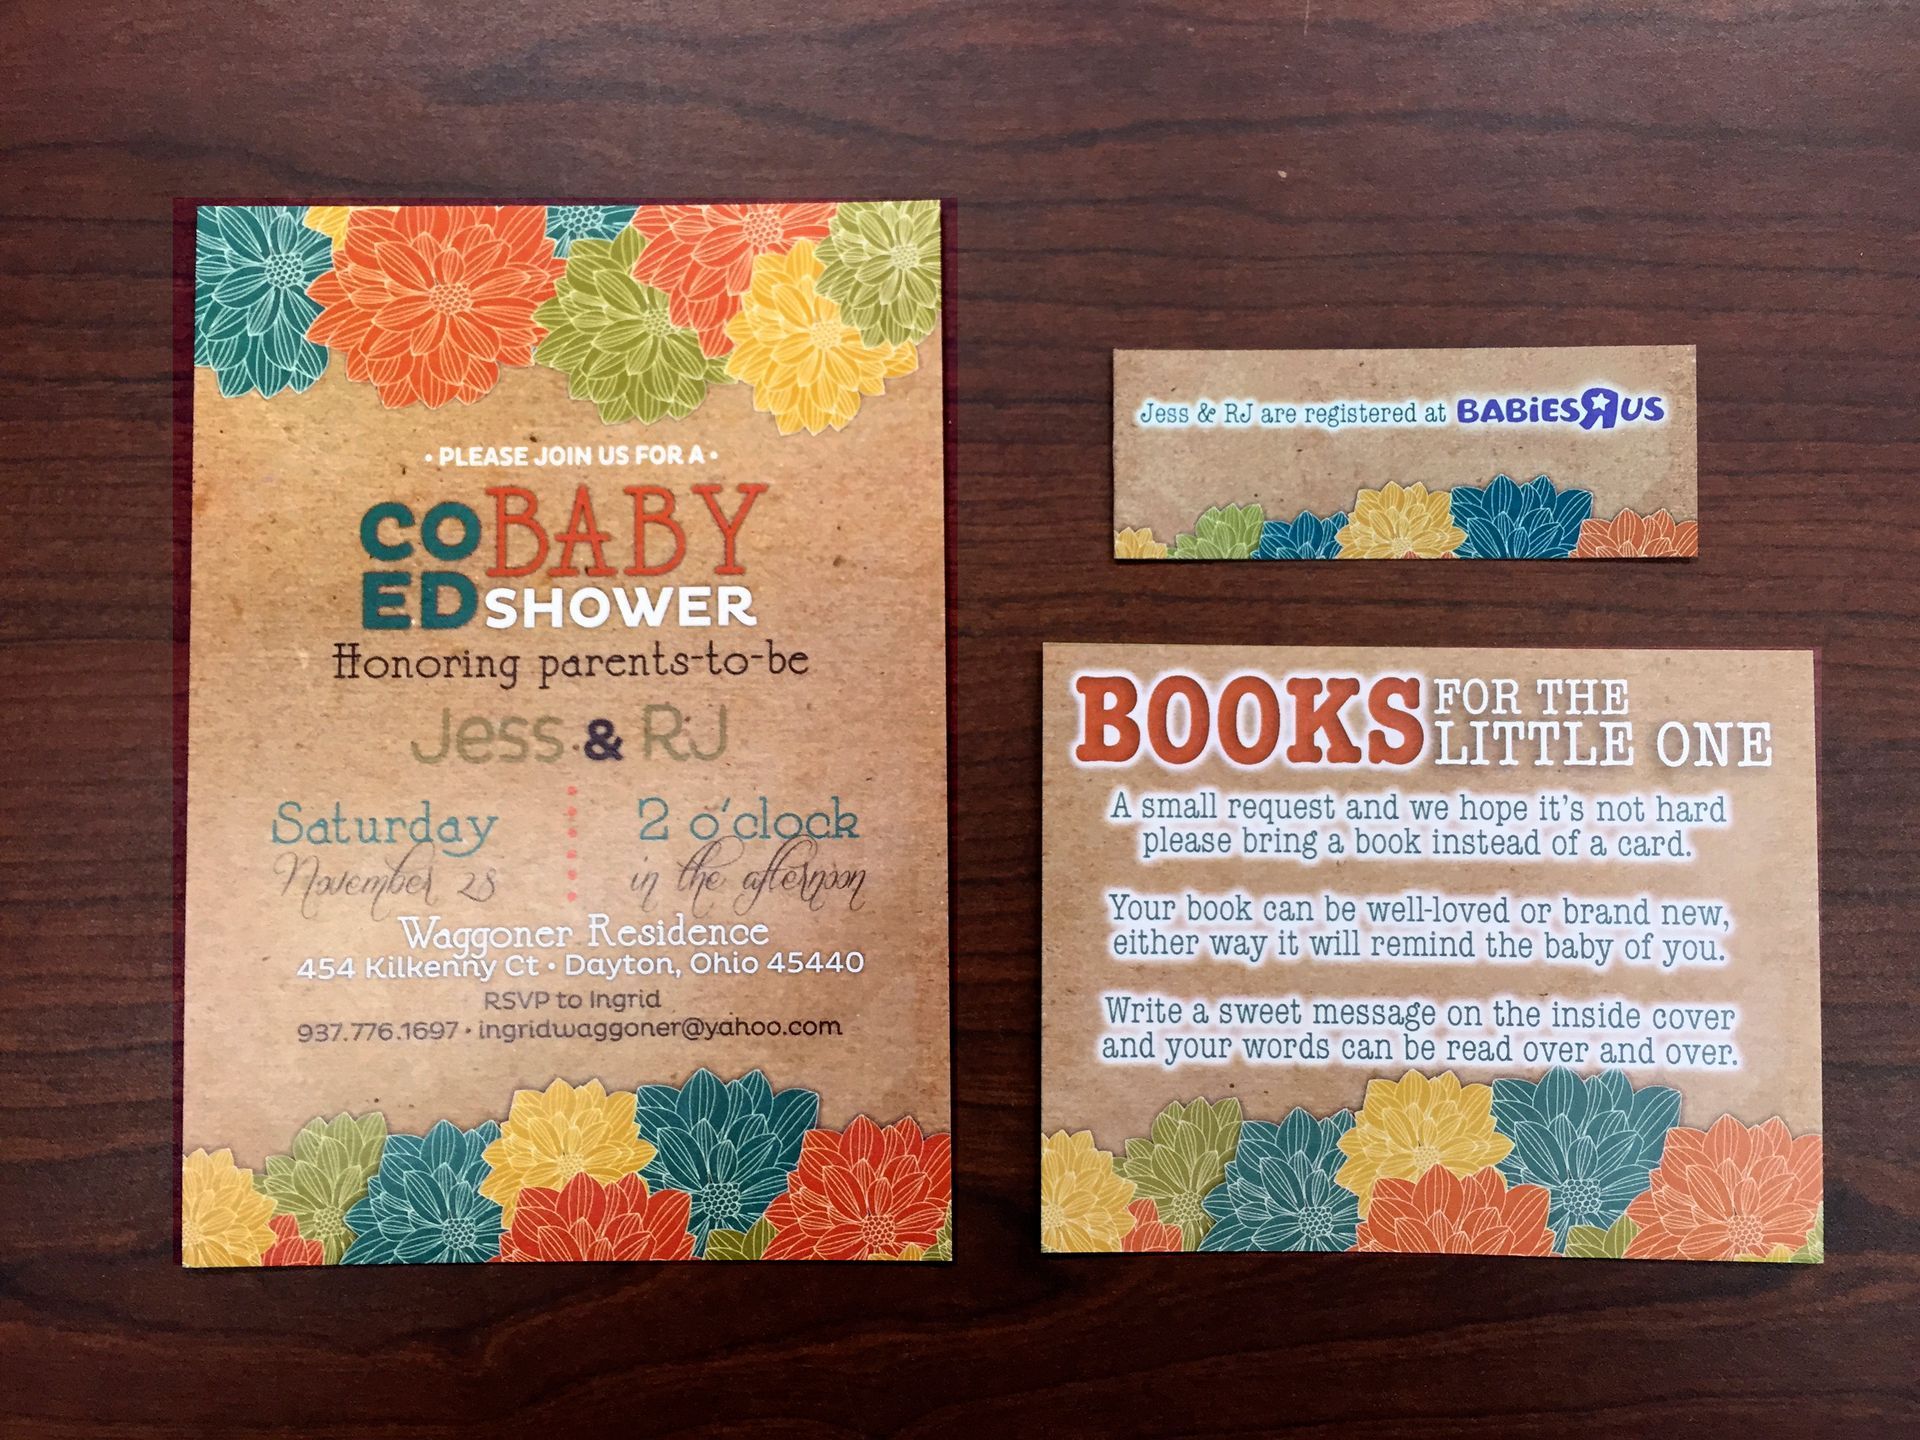 • PLEASE JOIN US FOR A •
CO ED BABY
SHOWER
Honoring parents-to-be
Jess & RJ
Saturday
November 28
2 o'clock
in the afternoon
Waggoner Residence
454 Kilkenny Ct • Dayton, Ohio 45440
RSVP to Ingrid
937.776.1697 • ingridwaggoner@yahoo.com
Jess & RJ are registered at BABiESRUS
BOOKS FOR THE
LITTLE ONE
A small request and we hope it's not hard
please bring a book instead of a card.
Your book can be well-loved or brand new,
either way it will remind the baby of you.
Write a sweet message on the inside cover
and your words can be read over and over.